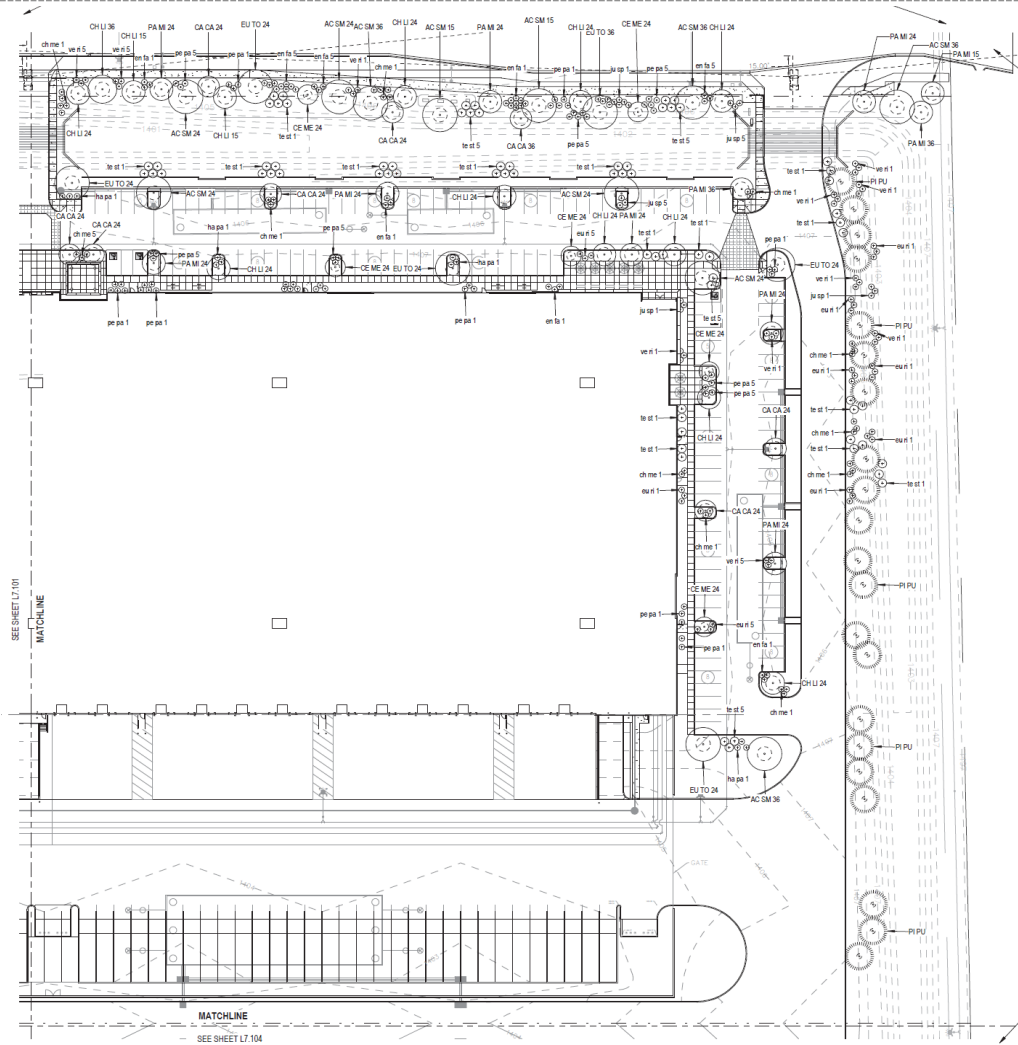 CH LI 36
PA MI 24
CA CA 24
EU TO 24
AC SM 24
AC SM 36
CH LI 24
AC SM 15
PA MI 24
AC SM 15
CH LI 24
EU TO 36
CE ME 24
AC SM 36
CH LI 24
PA MI 24
AC SM 36
PA MI 15
ch me 1
ve ri 5
CH LI 15
ve ri 5
en fa 1
pe pa 5
pe pa 1
en fa 5
ve ri 1
ch me 1
en fa 1
pe pa 1
ju sp 1
pe pa 5
en fa 5
15.00'
CH LI 24
AC SM 24
CH LI 15
te st 1
CE ME 24
CA CA 24
te st 5
CA CA 36
pe pa 5
te st 5
ju sp 5
PA MI 36
te st 1
te st 1
te st 1
te st 1
te st 1
te st 1
ve ri 1
EU TO 24
AC SM 24
CA CA 24
PA MI 24
CH LI 24
AC SM 24
PA MI 36
ch me 1
PI PU
ve ri 1
ve ri 1
ha pa 1
ju sp 5
CA CA 24
CA CA 24
ch me 5
ha pa 1
ch me 1
pe pa 5
en fa 1
CE ME 24
CH LI 24
PA MI 24
CH LI 24
eu ri 5
te st 1
te st 1
te st 1
pe pa 1
1407
eu ri 1
pe pa 5
PA MI 24
CH LI 24
CE ME 24
EU TO 24
ha pa 1
AC SM 24
EU TO 24
ve ri 1
pe pa 1
pe pa 1
pe pa 1
en fa 1
ju sp 1
te st 5
PA MI 24
ju sp 1
eu ri 1
CE ME 24
PI PU
ve ri 1
ve ri 1
ve ri 1
ch me 1
eu ri 1
eu ri 1
pe pa 5
pe pa 5
te st 1
CA CA 24
te st 1
CH LI 24
ch me 1
eu ri 1
te st 1
te st 1
ch me 1
ch me 1
te st 1
eu ri 1
eu ri 1
CA CA 24
PA MI 24
ch me 1
ve ri 5
SEE SHEET L7.101
MATCHLINE
CE ME 24
PI PU
pe pa 1
eu ri 5
en fa 1
pe pa 1
CH LI 24
te st 5
ch me 1
PI PU
ha pa 1
EU TO 24
AC SM 36
GATE
PI PU
MATCHLINE
SEE SHEET L7.104